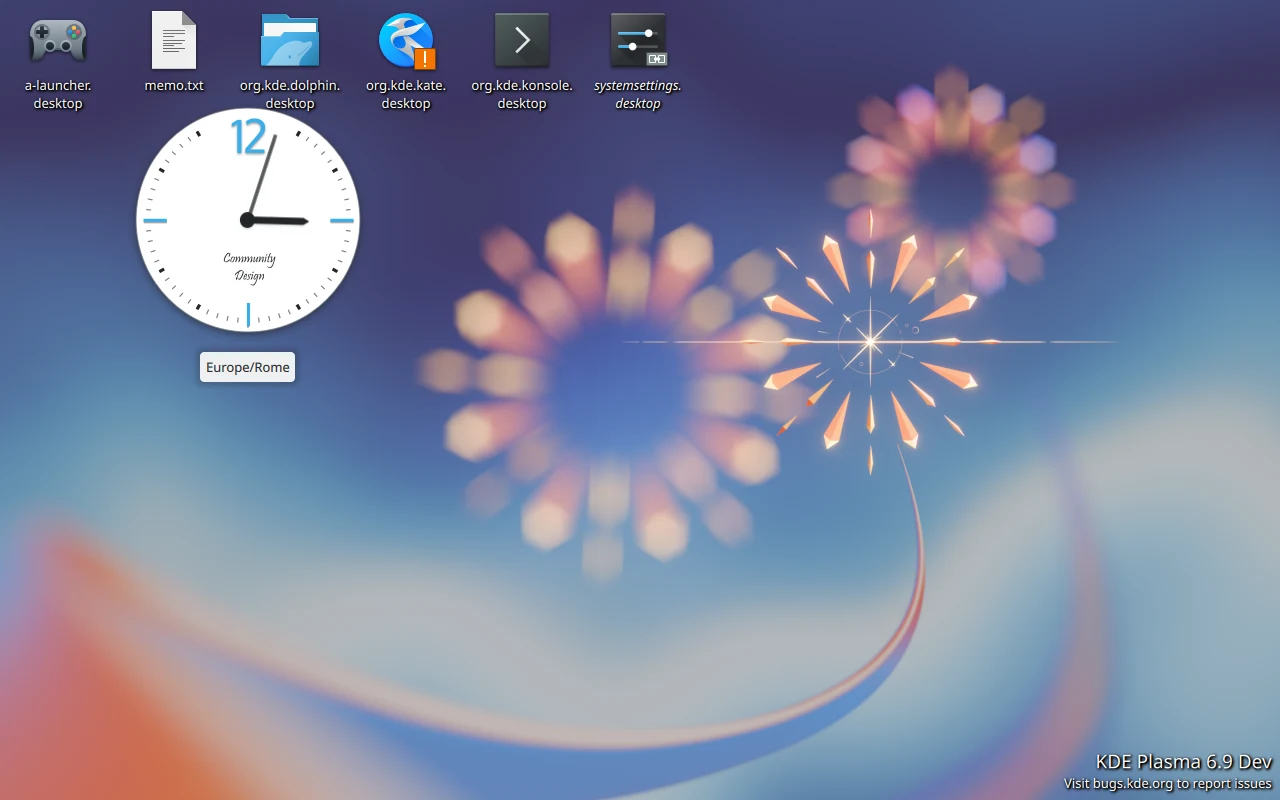 a-launcher.
desktop
memo.txt
org.kde.dolphin.
desktop
org.kde.kate.
desktop
org.kde.konsole.
desktop
systemsettings.
desktop
12
Community
Design
Europe/Rome
KDE Plasma 6.9 Dev
Visit bugs.kde.org to report issues